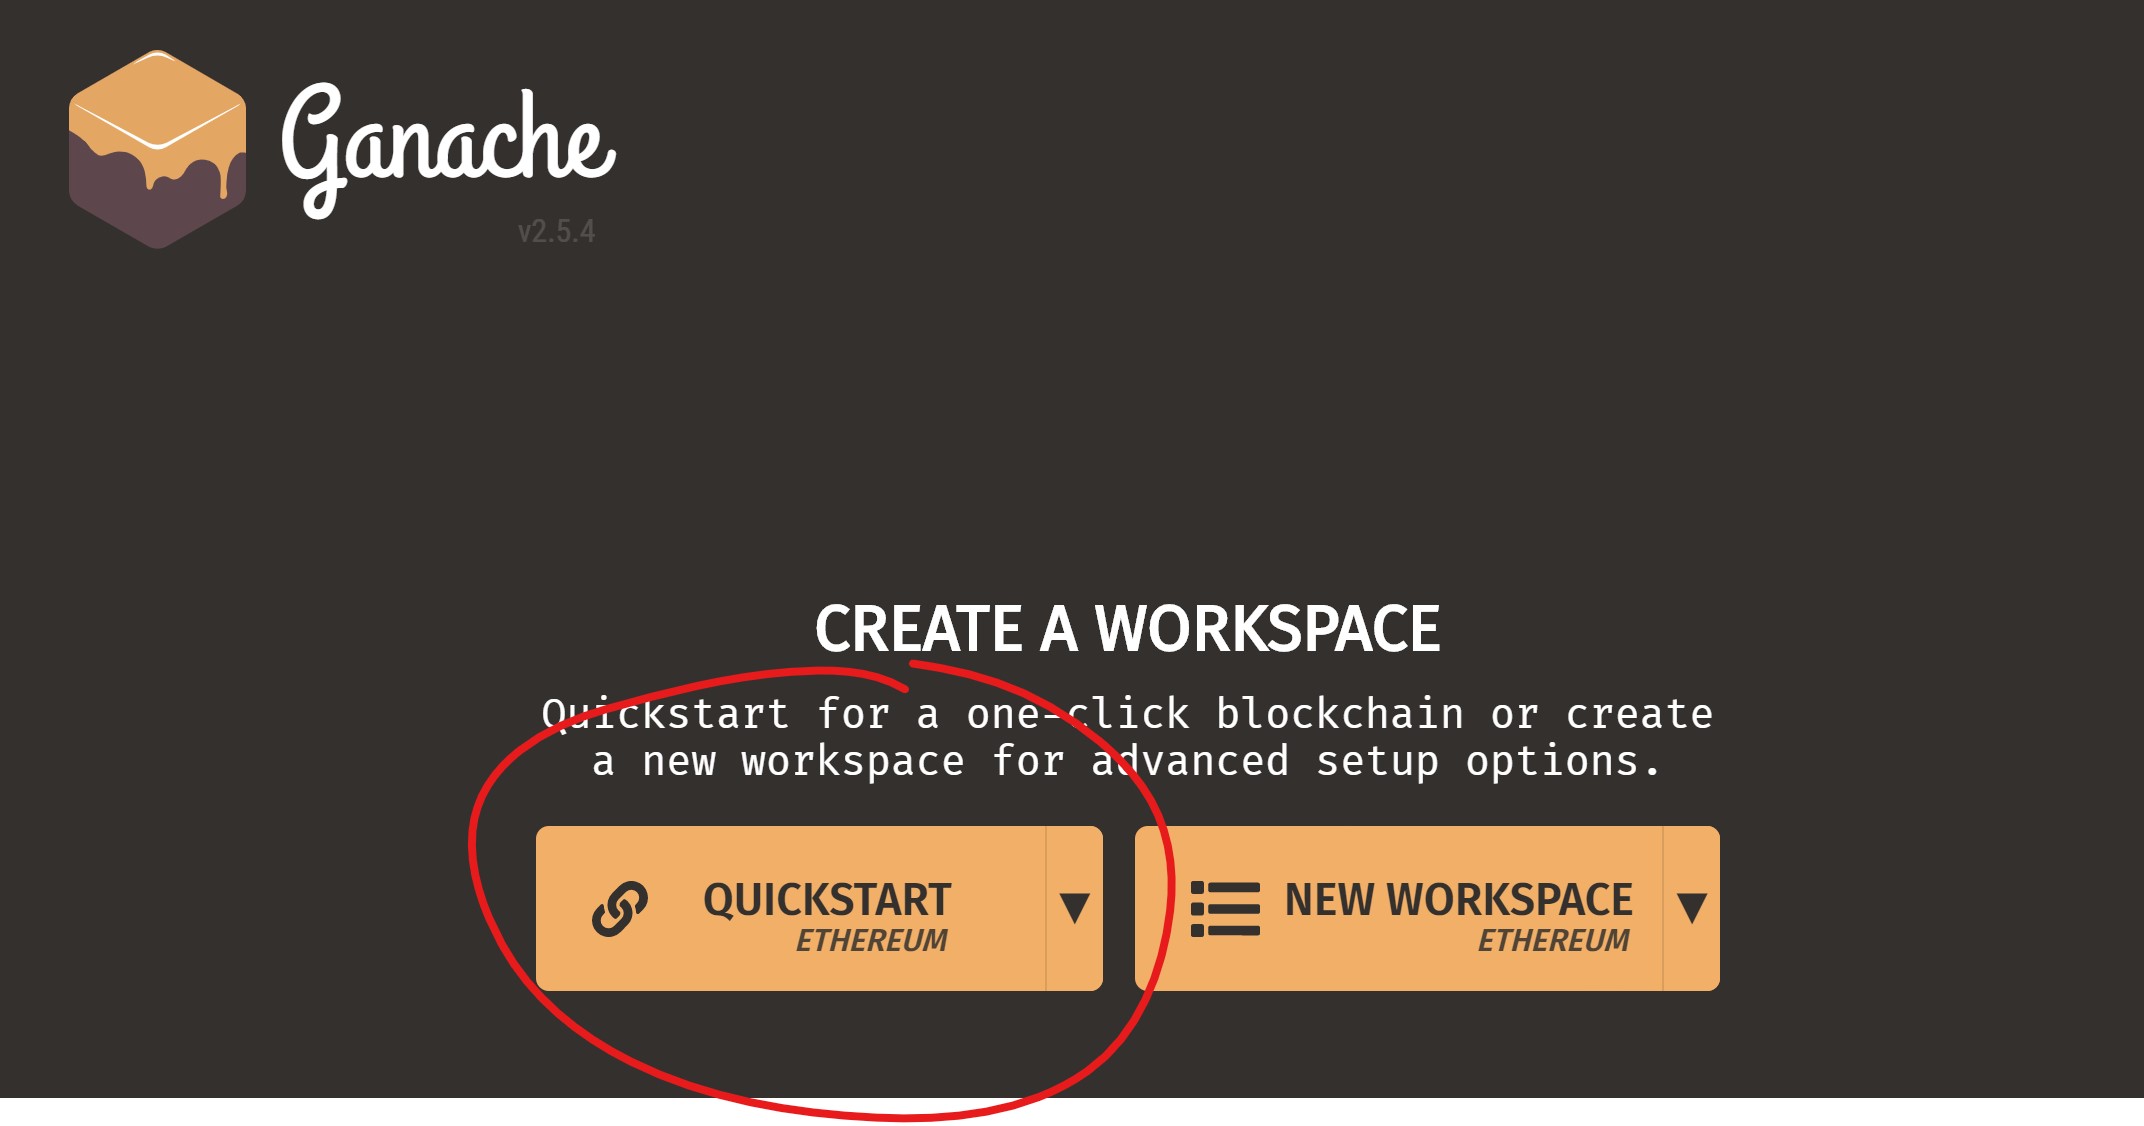 Ganache
v2.5.4
CREATE A WORKSPACE
Quickstart for a one-click blockchain or create
a new workspace for advanced setup options.
QUICKSTART
ETHEREUM
NEW WORKSPACE
ETHEREUM